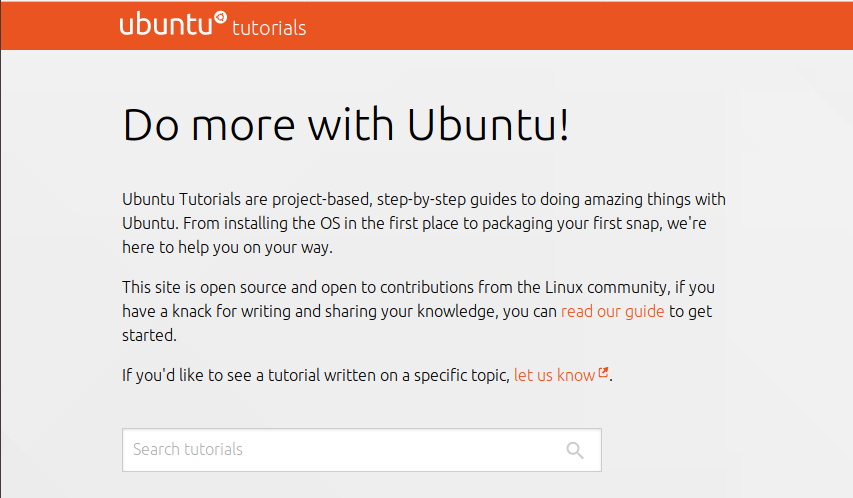 ubuntu tutorials
Do more with Ubuntu!
Ubuntu Tutorials are project-based, step-by-step guides to doing amazing things with
Ubuntu. From installing the OS in the first place to packaging your first snap, we're
here to help you on your way.
This site is open source and open to contributions from the Linux community, if you
have a knack for writing and sharing your knowledge, you can read our guide to get
started.
If you'd like to see a tutorial written on a specific topic, let us know.
Search tutorials